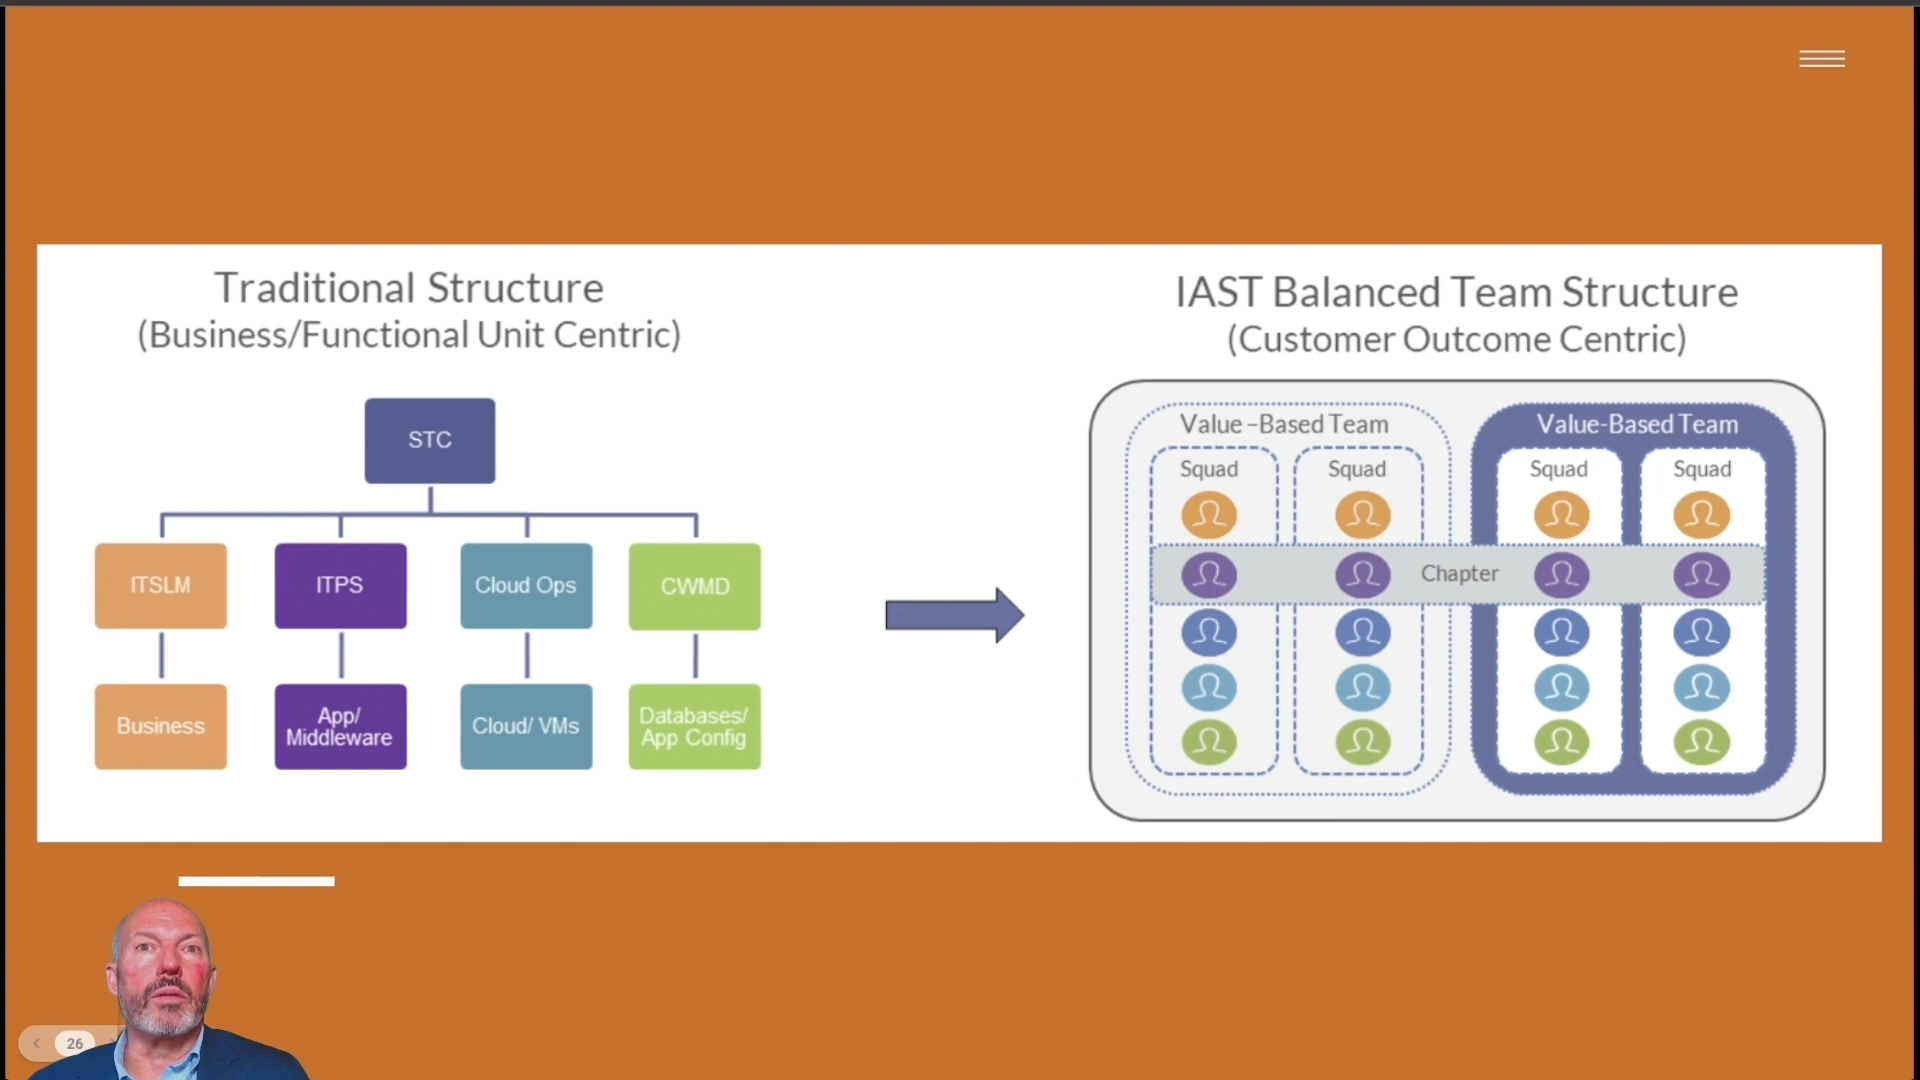 Traditional Structure
(Business/Functional Unit Centric)
STC
ITSLM
ITPS
Cloud Ops
CWMD
Business
App/
Middleware
Cloud/ VMs
Databases/
App Config
IAST Balanced Team Structure
(Customer Outcome Centric)
Value –Based Team
Value-Based Team
Squad
Squad
Squad
Squad
Chapter
26